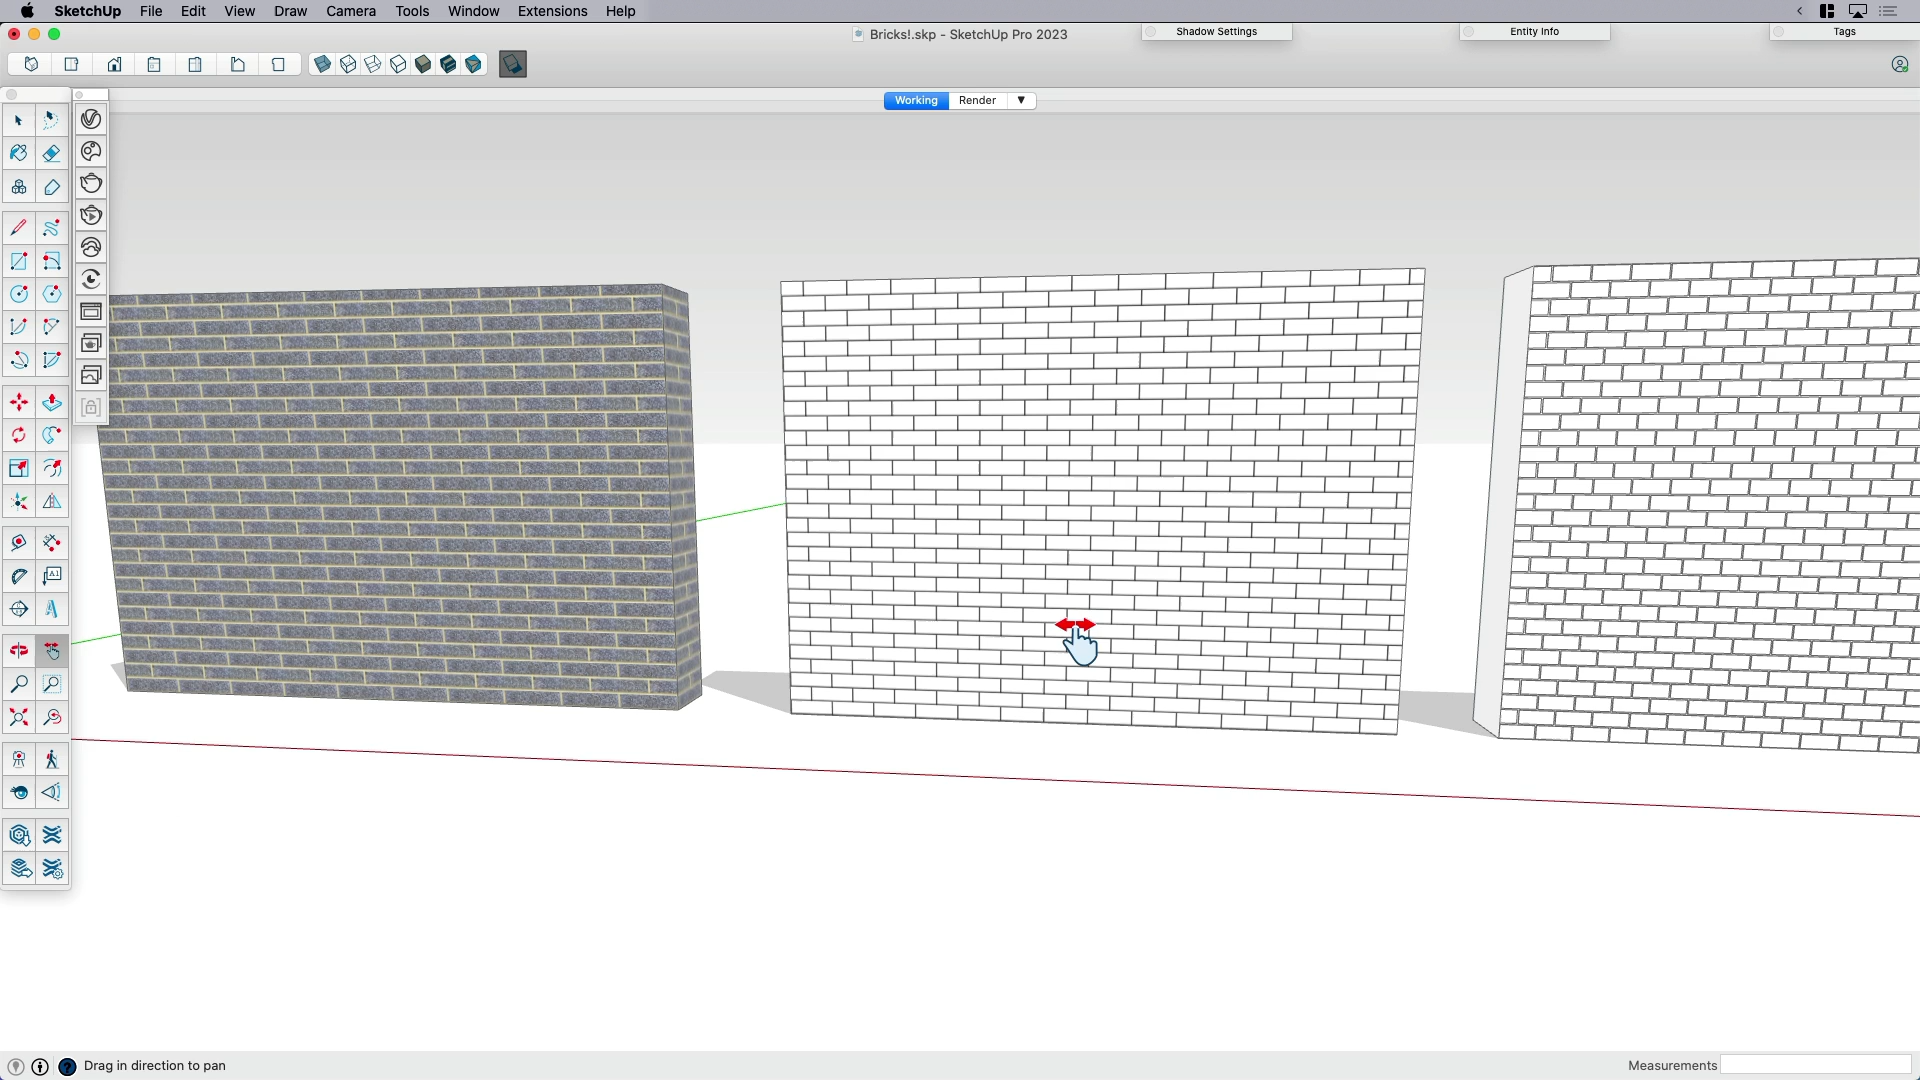 SketchUp File Edit View Draw Camera Tools Window Extensions Help
Bricks!.skp - SketchUp Pro 2023
Shadow Settings
Entity Info
Tags
Working Render ▼
A1
Drag in direction to pan
Measurements